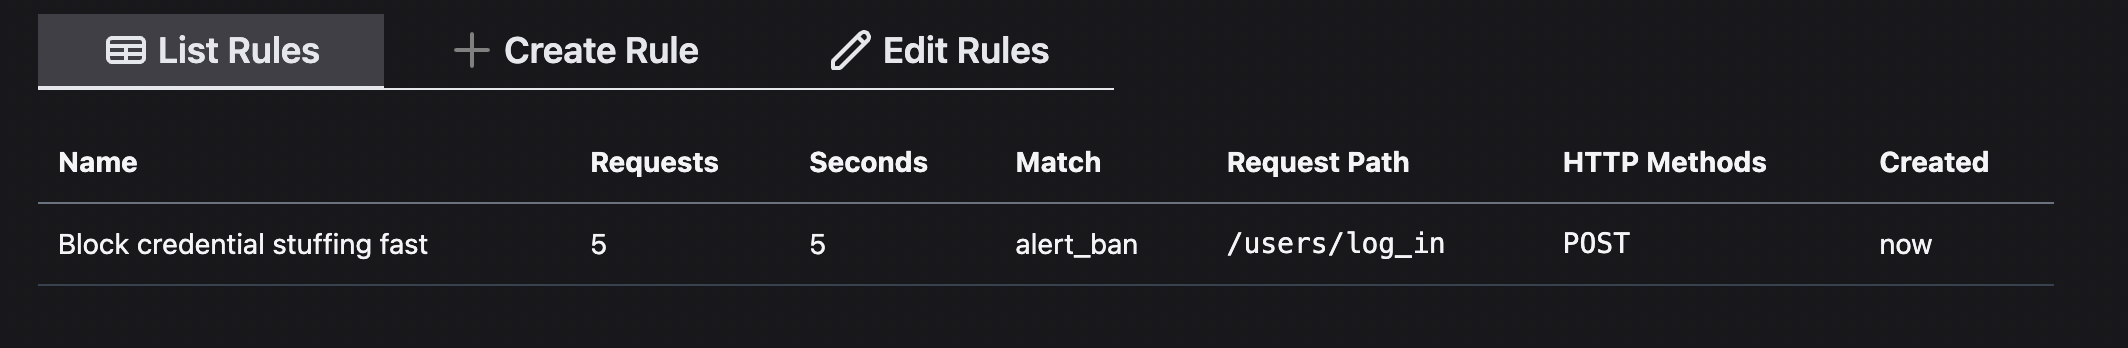 List Rules Create Rule Edit Rules
Name Requests Seconds Match Request Path HTTP Methods Created
Block credential stuffing fast 5 5 alert_ban /users/log_in POST now